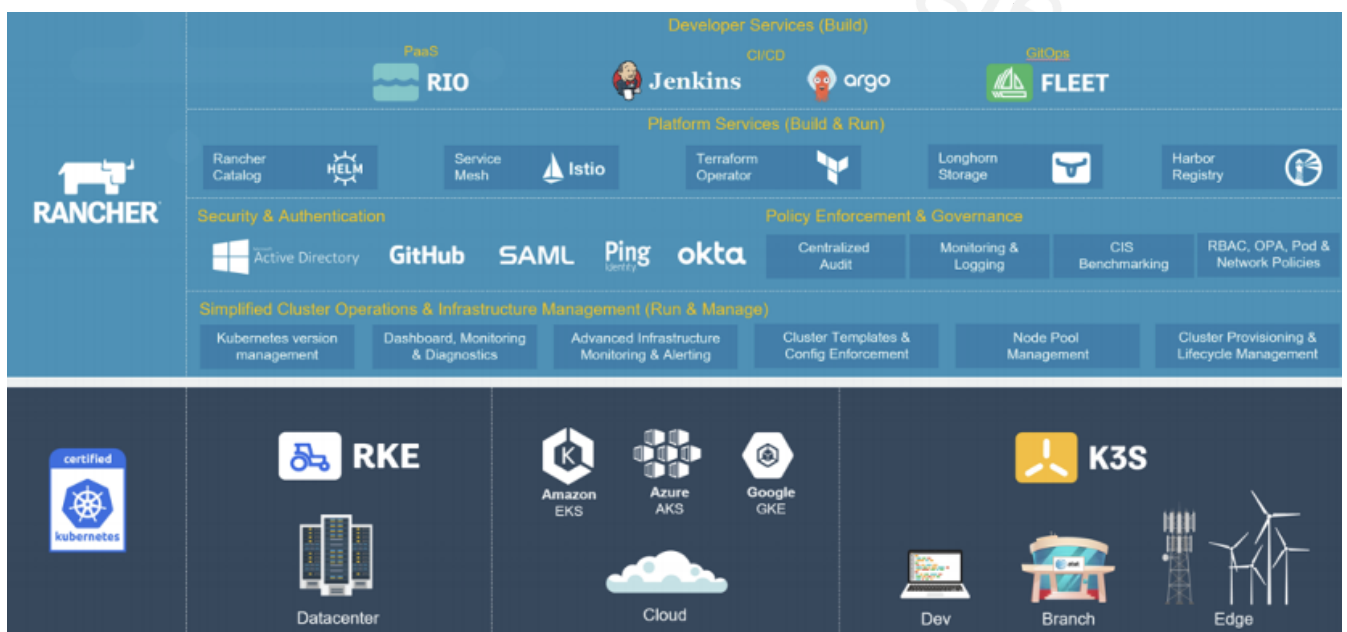 Developer Services (Build)
PaaS
RIO
CI/CD
Jenkins
argo
GitOps
FLEET
Platform Services (Build & Run)
Rancher
Catalog
HELM
Service
Mesh
Istio
Terraform
Operator
Longhorn
Storage
Harbor
Registry
RANCHER
Security & Authentication
Active Directory
GitHub
SAML
Ping
Identity
okta
Policy Enforcement & Governance
Centralized
Audit
Monitoring &
Logging
CIS
Benchmarking
RBAC, OPA, Pod &
Network Policies
Simplified Cluster Operations & Infrastructure Management (Run & Manage)
Kubernetes version
management
Dashboard, Monitoring
& Diagnostics
Advanced Infrastructure
Monitoring & Alerting
Cluster Templates &
Config Enforcement
Node Pool
Management
Cluster Provisioning &
Lifecycle Management
certified
kubernetes
RKE
Datacenter
K
Amazon
EKS
Azure
AKS
Google
GKE
Cloud
K3S
Dev
Branch
Edge